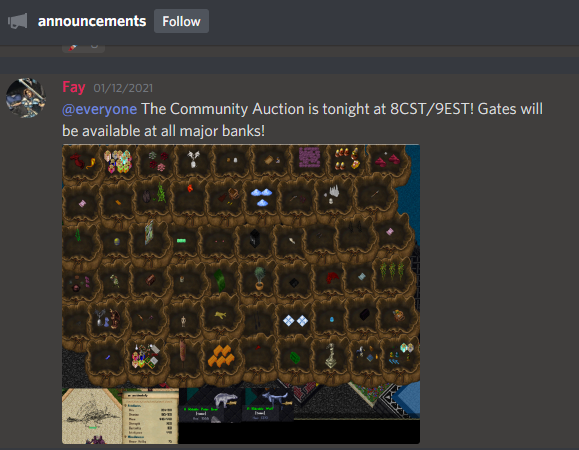 announcements
Follow
Fay 01/12/2021
@everyone The Community Auction is tonight at 8CST/9EST! Gates will
be available at all major banks!